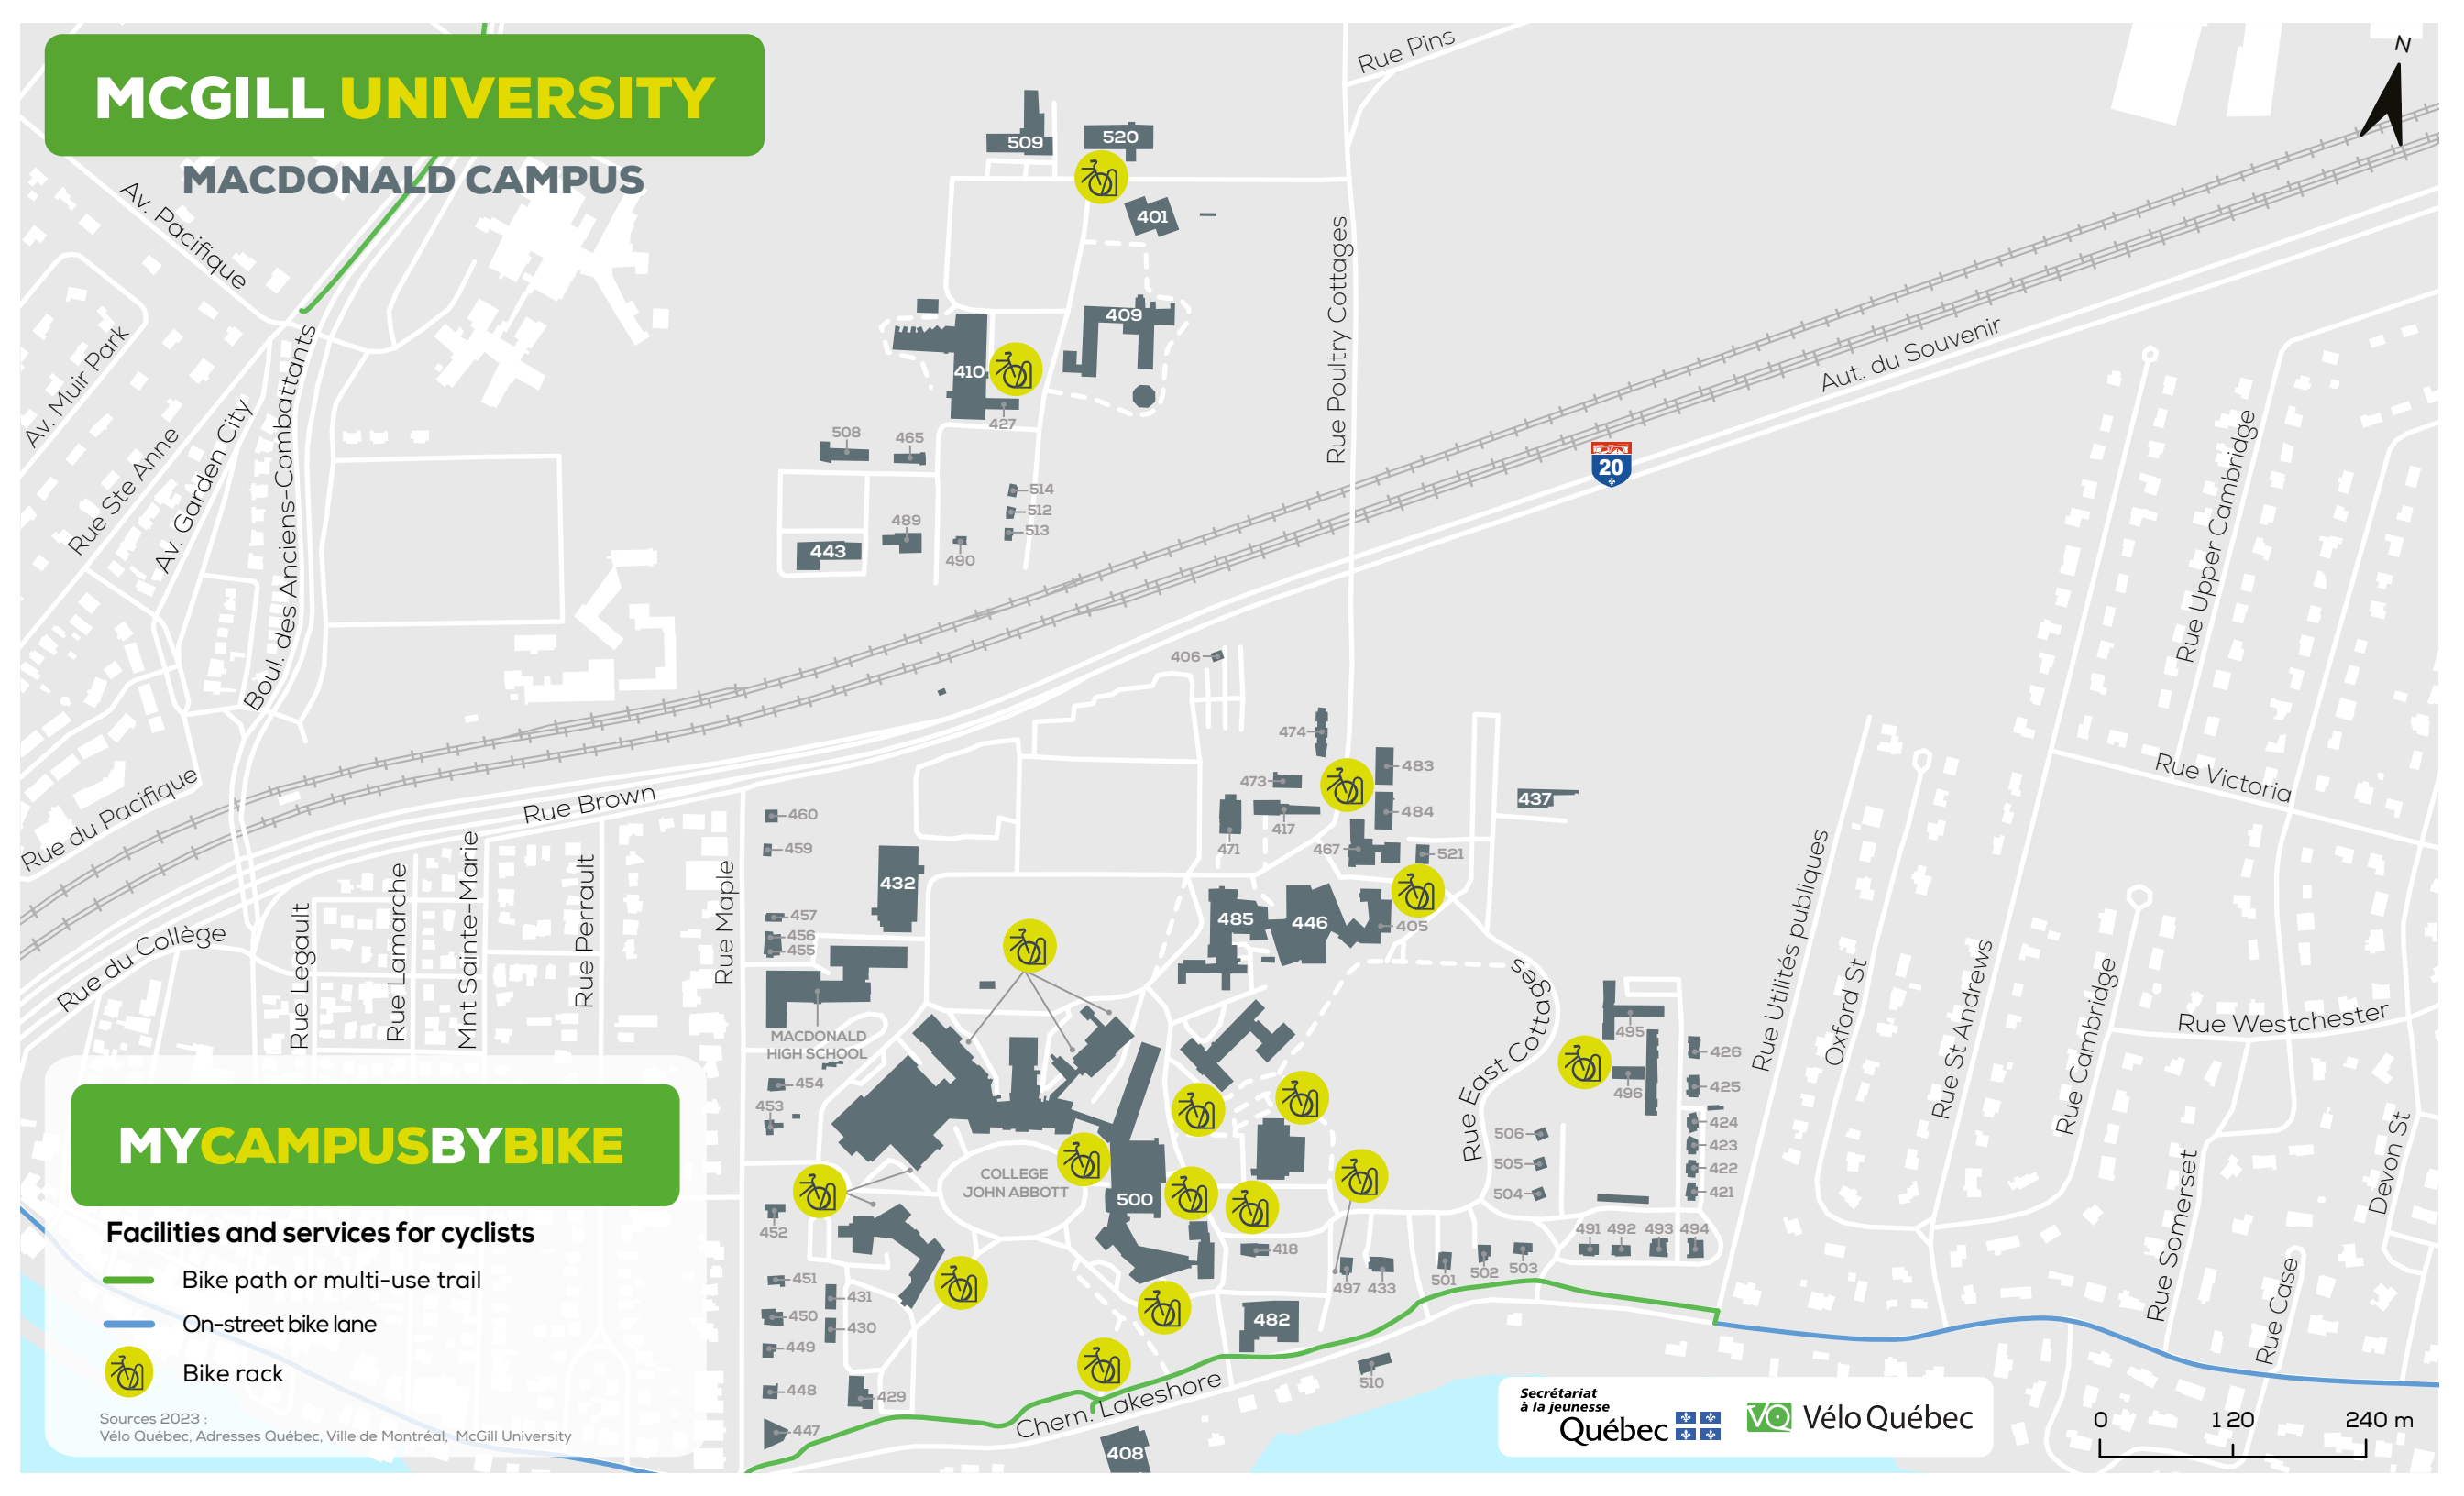 MCGILL UNIVERSITY
MACDONALD CAMPUS
N
Rue Pins
Av. Pacifique
Av. Muir Park
Rue Ste Anne
Av. Garden City
Boul. des Anciens-Combattants
Rue Poultry Cottages
Aut. du Souvenir
20
Rue Upper Cambridge
Rue Victoria
509
520
401
409
410
427
508
465
514
512
513
489
490
443
406
474
473
483
484
417
471
467
521
437
Rue du Pacifique
Rue Brown
Rue du Collège
Rue Legault
Rue Lamarche
Mnt Sainte-Marie
Rue Perrault
Rue Maple
460
459
457
456
455
432
485
446
405
MACDONALD
HIGH SCHOOL
454
453
452
451
450
449
448
447
431
430
429
COLLEGE
JOHN ABBOTT
500
418
482
408
510
497
433
501
502
503
491
492
493
494
506
505
504
495
496
426
425
424
423
422
421
Rue East Cottages
Rue Utilités publiques
Oxford St
Rue St Andrews
Rue Cambridge
Rue Westchester
Rue Somerset
Devon St
Rue Case
Chem. Lakeshore
MYCAMPUSBYBIKE
Facilities and services for cyclists
Bike path or multi-use trail
On-street bike lane
Bike rack
Sources 2023 :
Vélo Québec, Adresses Québec, Ville de Montréal, McGill University
Secrétariat
à la jeunesse
Québec
Vélo Québec
0 120 240 m